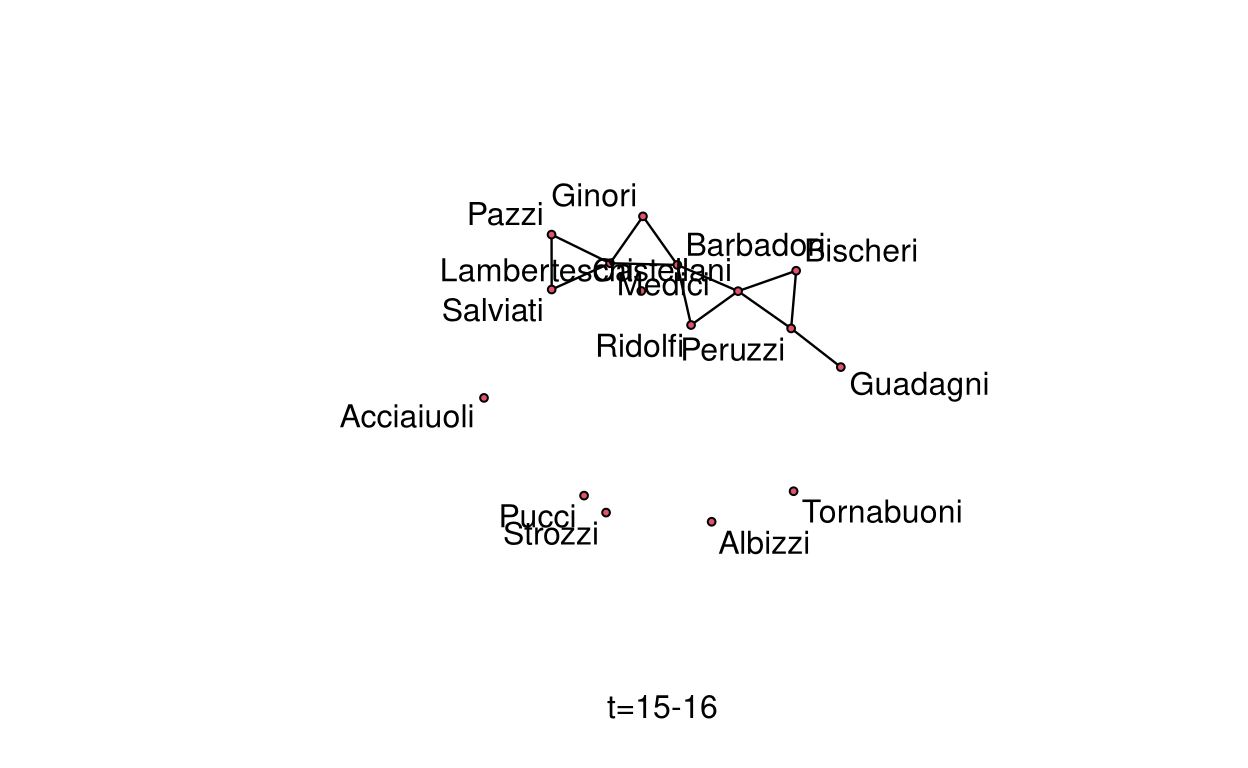 Ginori
Pazzi
Barbadori
Bischeri
Lamberteschi
Castellani
Medici
Salviati
Ridolfi
Peruzzi
Guadagni
Acciaiuoli
Pucci
Tornabuoni
Strozzi
Albizzi
t=15-16